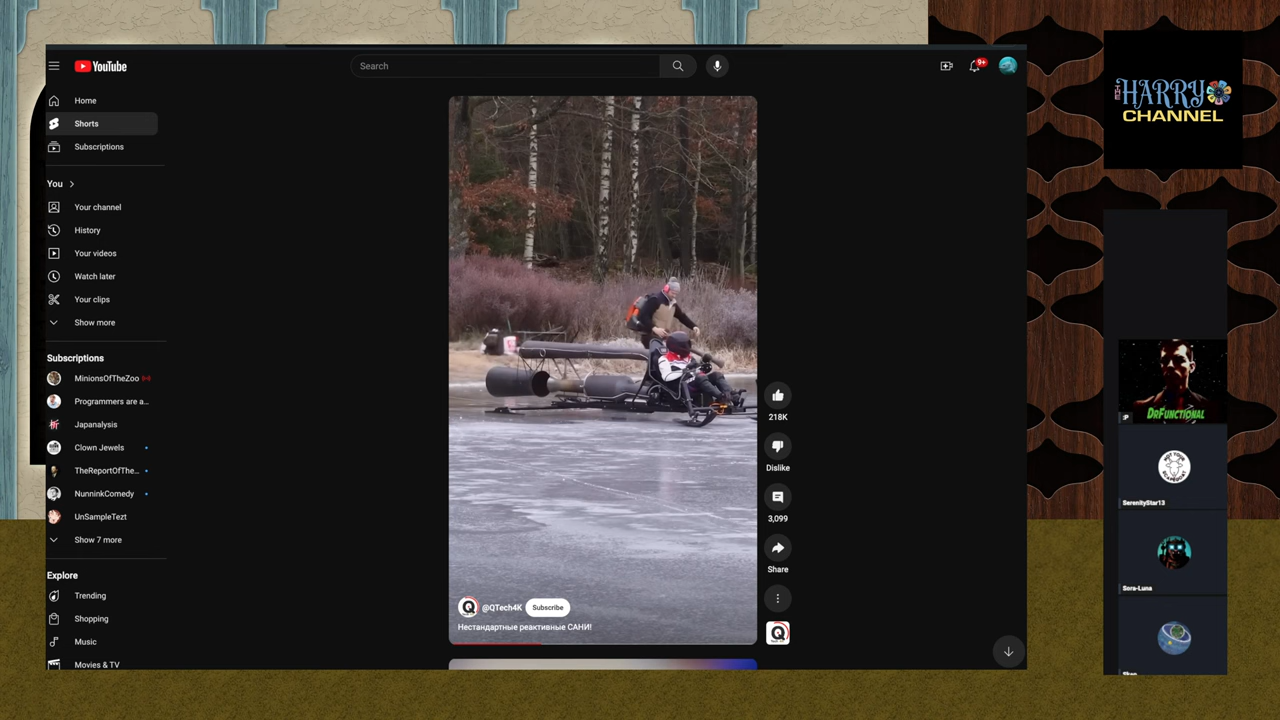 YouTube
Search
9+
Home
Shorts
Subscriptions
You
Your channel
History
Your videos
Watch later
Your clips
Show more
Subscriptions
MinionsOfTheZoo
Programmers are a...
Japanalysis
Clown Jewels
TheReportOfThe...
NunninkComedy
UnSampleTezt
Show 7 more
Explore
Trending
Shopping
Music
Movies & TV
218K
Dislike
3,099
Share
@QTech4K
Subscribe
Нестандартные реактивные САНИ!
THE HARRY
CHANNEL
DRFUNCTIONAL
SerenityStar13
Sora-Luna